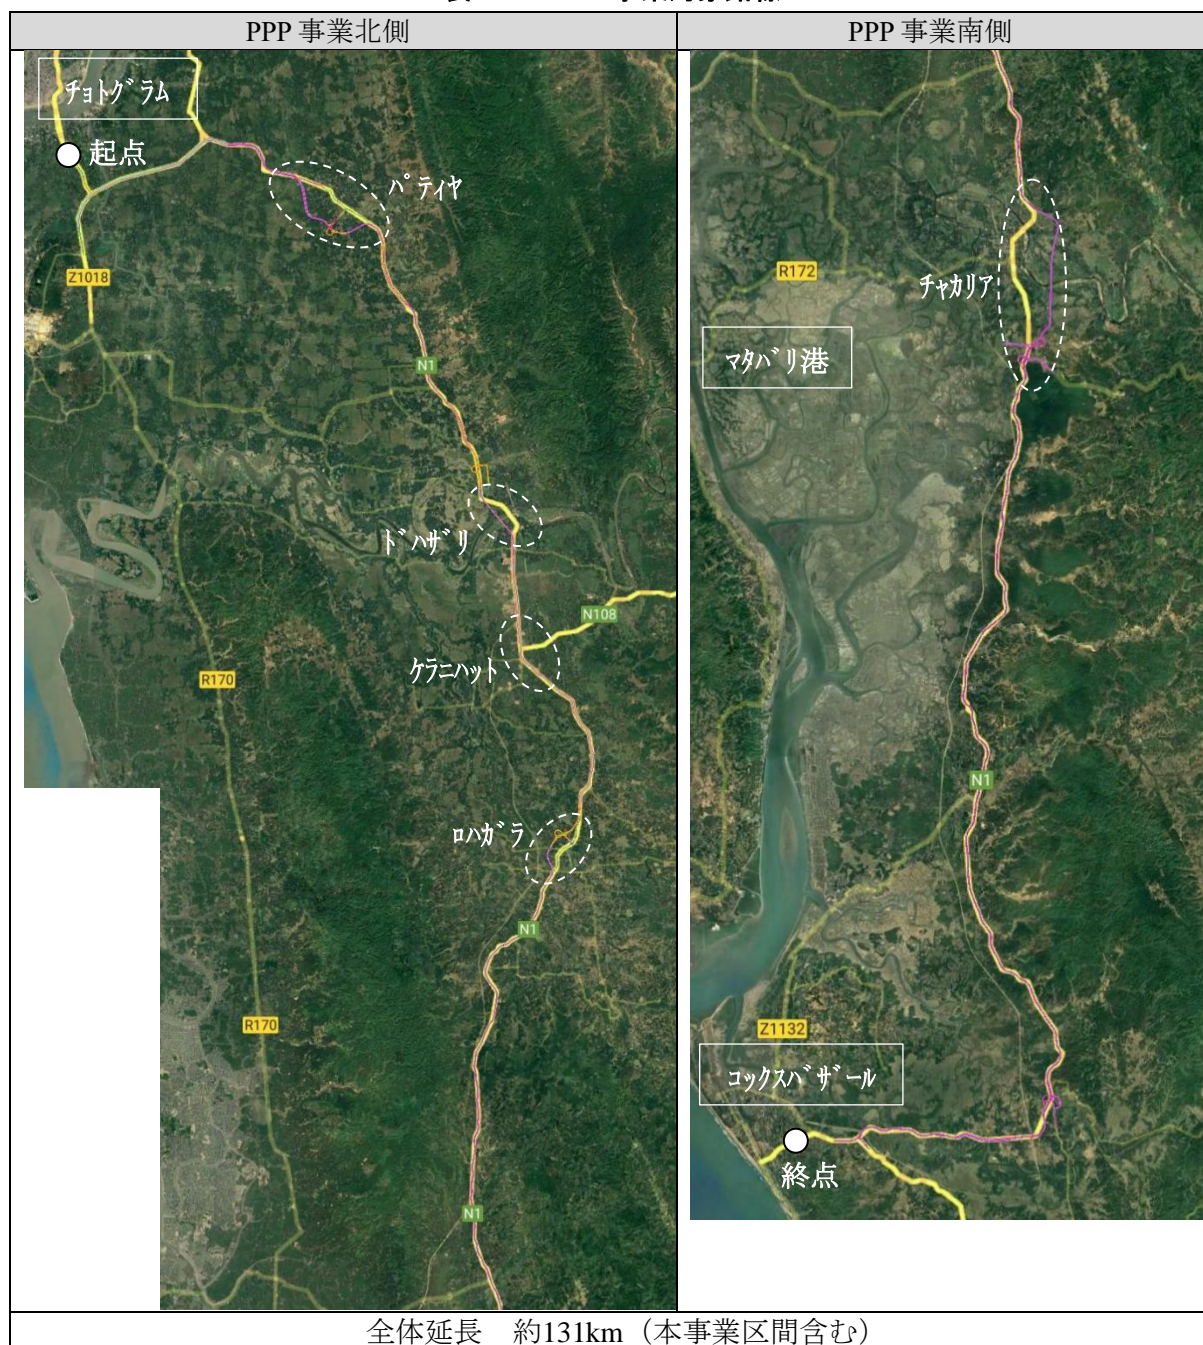 PPP 事業北側
PPP 事業南側
チョトグラム
起点
パティヤ
Z1018
N1
ドハザリ
N108
ケラニハット
R170
ロハガラ
N1
R170
N1
R172
チャカリア
マタバリ港
N1
Z1132
コックスバザール
終点
全体延長　約131km（本事業区間含む）